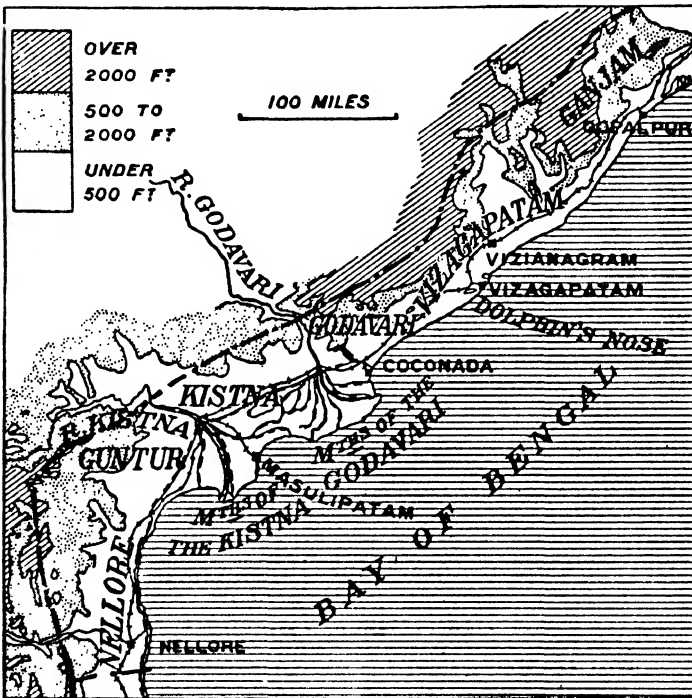 OVER
2000 FT
500 TO
2000 FT
UNDER
500 FT
100 MILES
GANJAM
GOPALPUR
R. GODAVARI
VIZAGAPATAM
VIZIANAGRAM
VIZAGAPATAM
DOLPHIN'S NOSE
GODAVARI
COCONADA
KISTNA
R. KISTNA
GUNTUR
MTHS OF THE
GODAVARI
MASULIPATAM
MTHS OF
THE KISTNA
BAY OF BENGAL
NELLORE
NELLORE